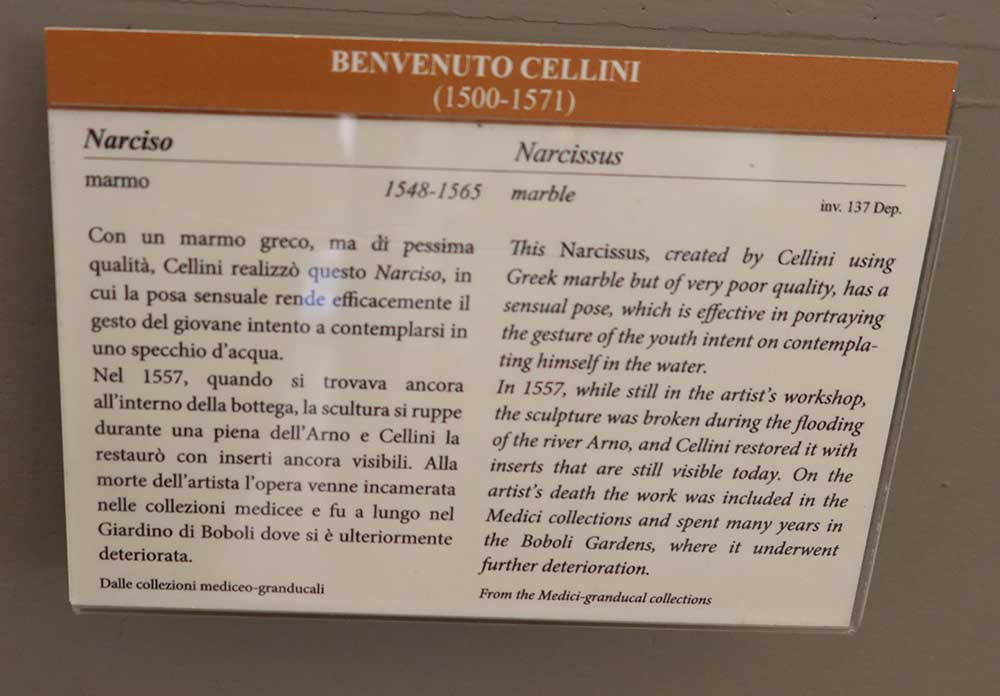 BENVENUTO CELLINI
(1500-1571)
Narciso
marmo
1548-1565
Con un marmo greco, ma di pessima
qualità, Cellini realizzò questo Narciso, in
cui la posa sensuale rende efficacemente il
gesto del giovane intento a contemplarsi in
uno specchio d'acqua.
Nel 1557, quando si trovava ancora
all'interno della bottega, la scultura si ruppe
durante una piena dell'Arno e Cellini la
restaurò con inserti ancora visibili. Alla
morte dell'artista l'opera venne incamerata
nelle collezioni medicee e fu a lungo nel
Giardino di Boboli dove si è ulteriormente
deteriorata.
Dalle collezioni mediceo-granducali
Narcissus
marble
inv. 137 Dep.
This Narcissus, created by Cellini using
Greek marble but of very poor quality, has a
sensual pose, which is effective in portraying
the gesture of the youth intent on contempla-
ting himself in the water.
In 1557, while still in the artist's workshop,
the sculpture was broken during the flooding
of the river Arno, and Cellini restored it with
inserts that are still visible today. On the
artist's death the work was included in the
Medici collections and spent many years in
the Boboli Gardens, where it underwent
further deterioration.
From the Medici-granducal collections